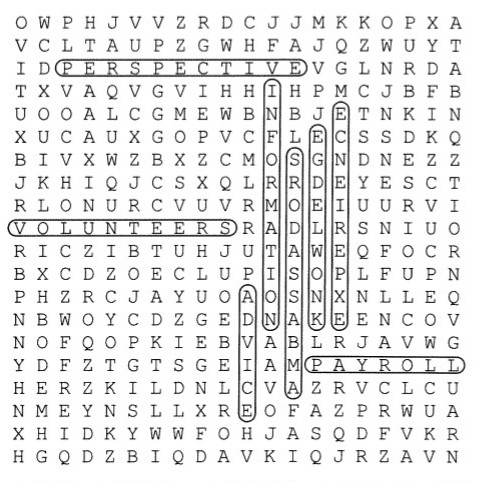 O W P H J V V Z R D C J J M K K O P X A
V C L T A U P Z G W H F A J Q Z W U Y T
I D P E R S P E C T I V E V G L N R D A
T X V A Q V G V I H H I H P M C J B F B
U O O A L C G M E W B N B J E T N K I N
X U C A U X G O P V C F L E C S S D K Q
B I V X W Z B X Z C M O S G N D N E Z Z
J K H I Q J C S X Q L R R D E Y E S C T
R L O N U R C V U V R M O E I U U R V I
V O L U N T E E R S R A D L R S N I U O
R I C Z I B T U H J U T A W E Q F O C R
B X C D Z O E C L U P I S O P L F U P N
P H Z R C J A Y U O A O S N X N L L E Q
N B W O Y C D Z G E D N A K E E N C O V
N O F Q O P K I E B V A B L R J A V W G
Y D F Z T G T S G E I A M P A Y R O L L
H E R Z K I L D N L C V A Z R V C L C U
N M E Y N S L L X R E O F A Z P R W U A
X H I D K Y W W F O H J A S Q D F V K R
H G Q D Z B I Q D A V K I Q J R Z A V N